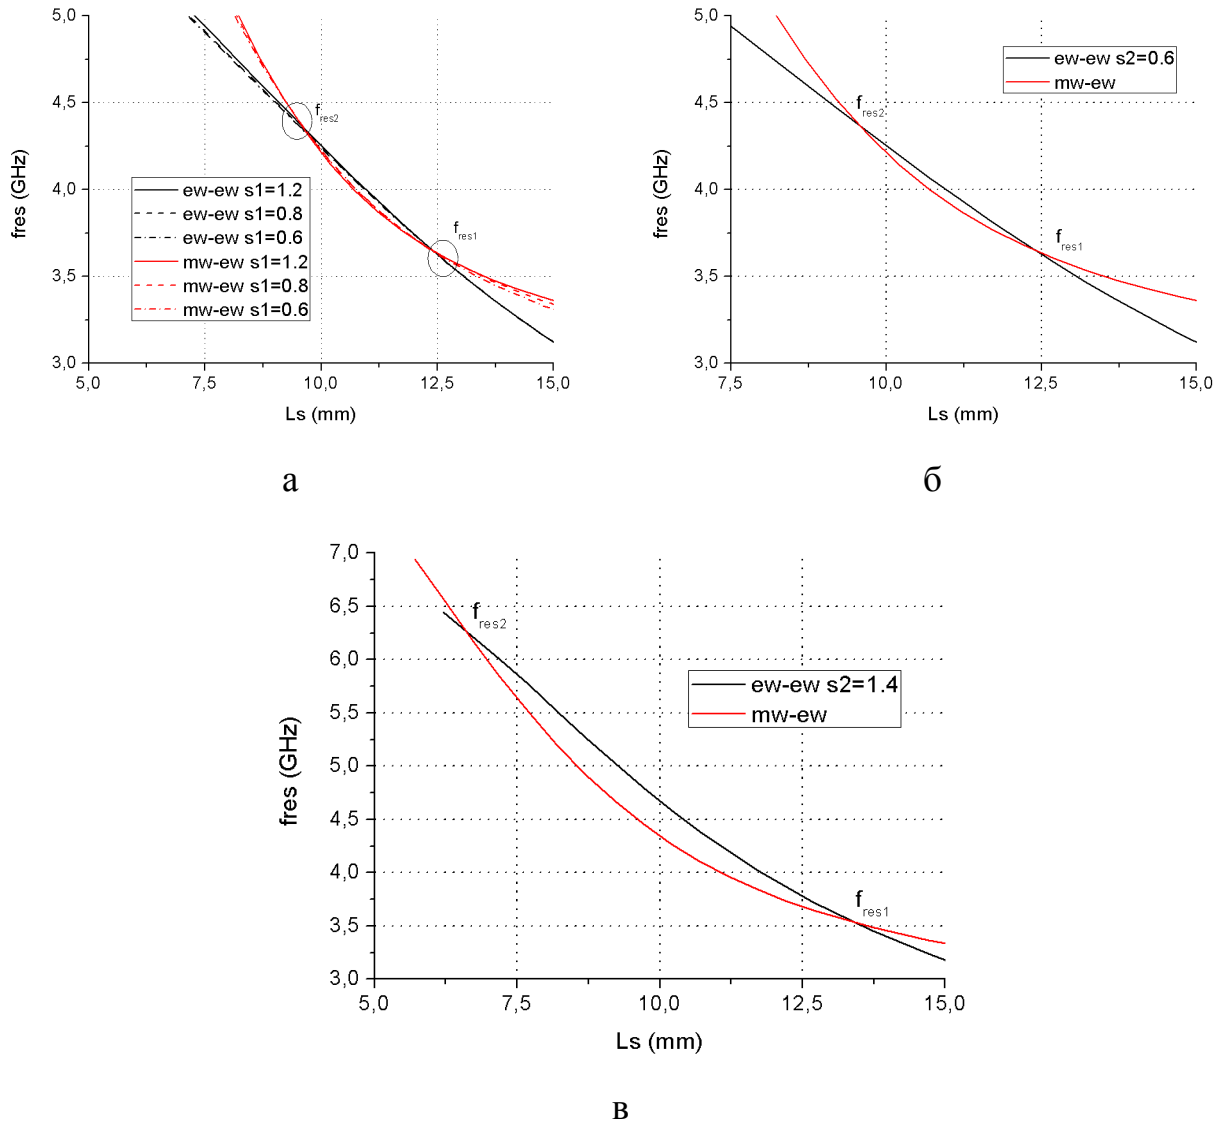 5,0
4,5
4,0
3,5
3,0
fres (GHz)
5,0
7,5
10,0
12,5
15,0
Ls (mm)
fres2
fres1
ew-ew s1=1.2
ew-ew s1=0.8
ew-ew s1=0.6
mw-ew s1=1.2
mw-ew s1=0.8
mw-ew s1=0.6
а
5,0
4,5
4,0
3,5
3,0
fres (GHz)
7,5
10,0
12,5
15,0
Ls (mm)
fres2
fres1
ew-ew s2=0.6
mw-ew
б
7,0
6,5
6,0
5,5
5,0
4,5
4,0
3,5
3,0
fres (GHz)
5,0
7,5
10,0
12,5
15,0
Ls (mm)
fres2
fres1
ew-ew s2=1.4
mw-ew
в